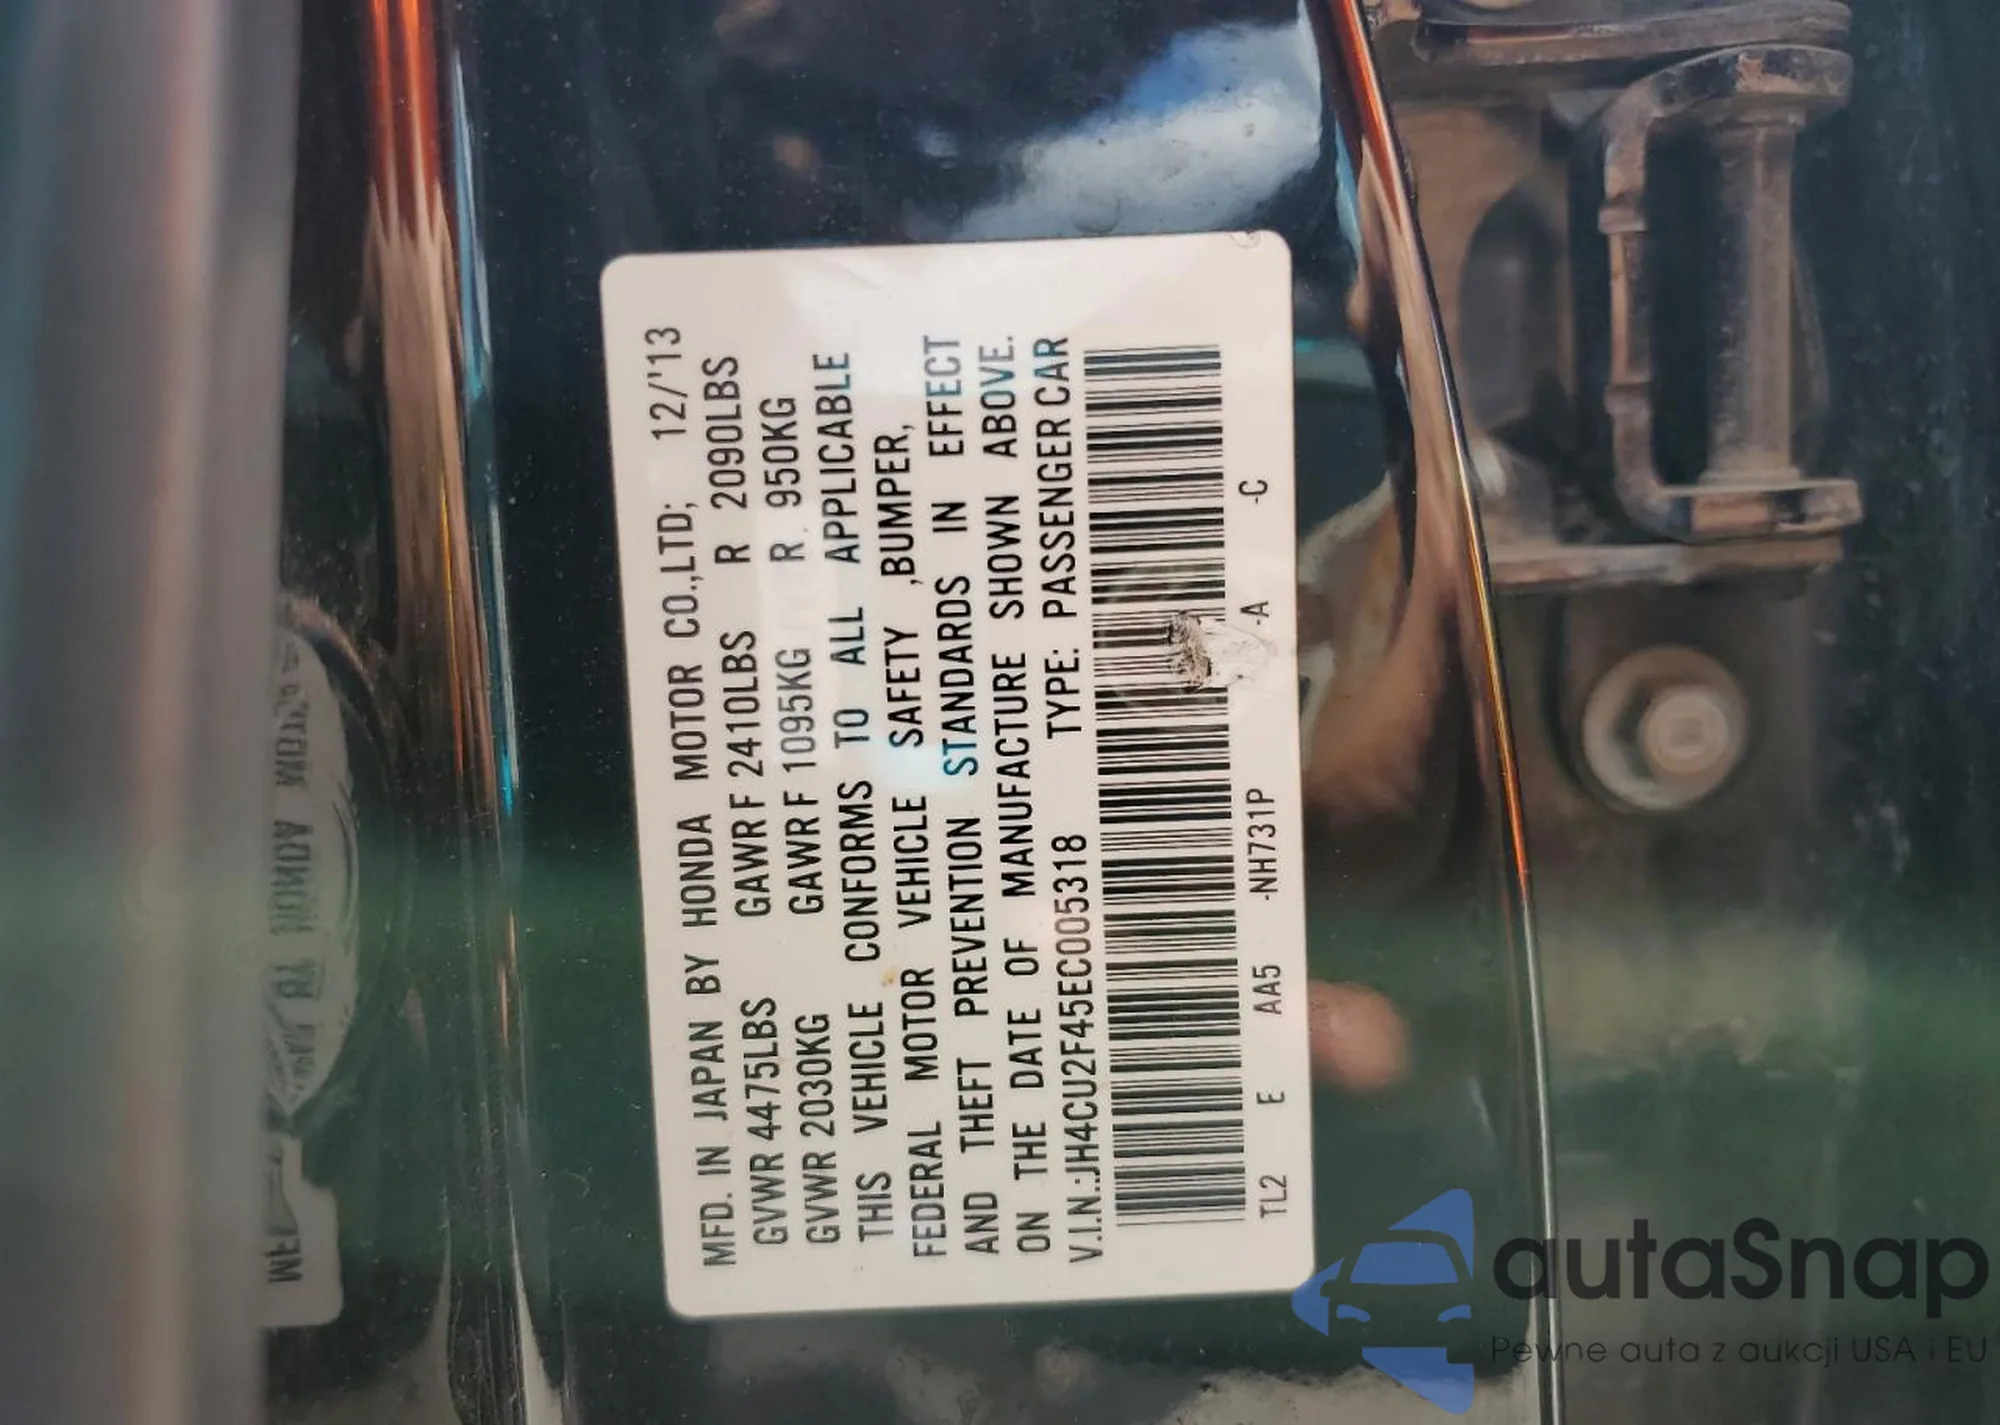 MFD. IN JAPAN BY HONDA MOTOR CO.,LTD; 12/'13
GVWR 4475LBS GAWR F 2410LBS R 2090LBS
GVWR 2030KG GAWR F 1095KG R. 950KG
THIS VEHICLE CONFORMS TO ALL APPLICABLE
FEDERAL MOTOR VEHICLE SAFETY ,BUMPER,
AND THEFT PREVENTION STANDARDS IN EFFECT
ON THE DATE OF MANUFACTURE SHOWN ABOVE.
V.I.N.:JH4CU2F45EC005318 TYPE: PASSENGER CAR
TL2 E AA5 -NH731P -A -C
autaSnap
Pewne auta z aukcji USA i EU